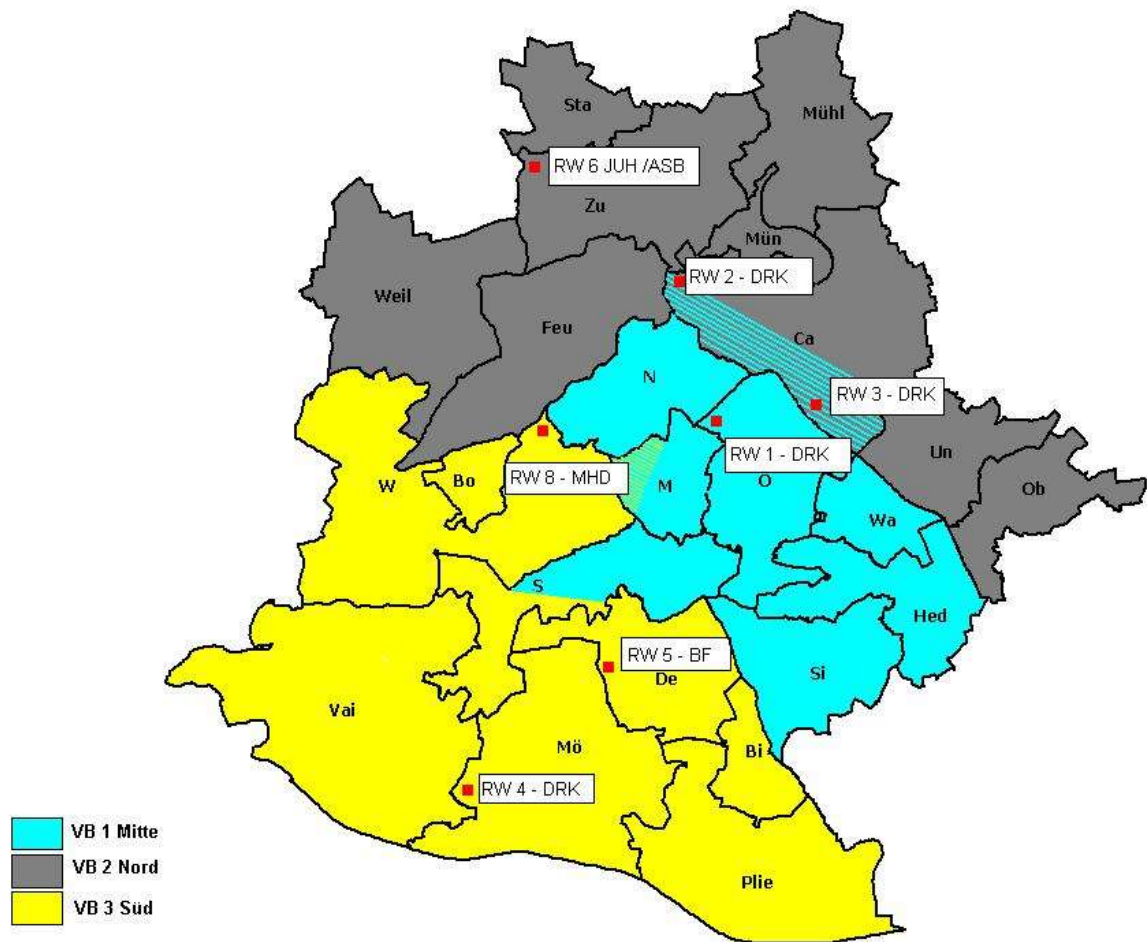 Sta
Mühl
RW 6 JUH /ASB
Zu
Mün
RW 2 - DRK
Weil
Feu
Ca
N
RW 3 - DRK
RW 1 - DRK
Un
W
Bo
RW 8 - MHD
M
O
Ob
Wa
S
Hed
RW 5 - BF
De
Si
Vai
Mö
Bi
RW 4 - DRK
VB 1 Mitte
VB 2 Nord
Plie
VB 3 Süd